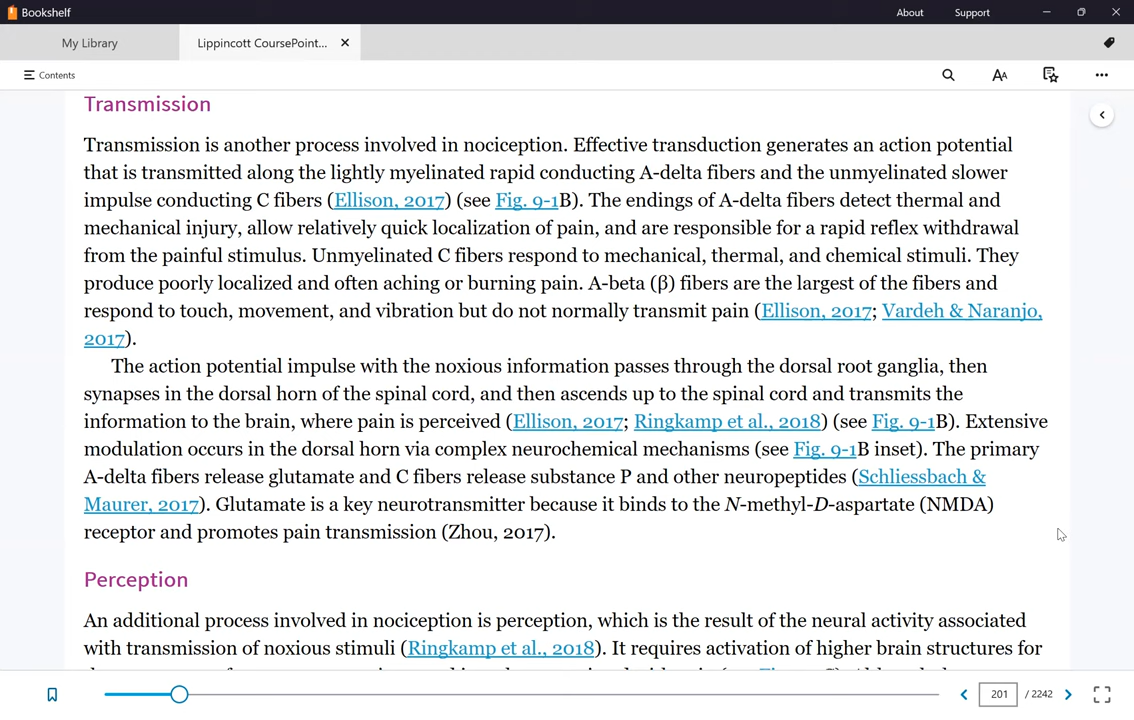 Bookshelf
About
Support
My Library
Lippincott CoursePoint...
Contents
Transmission
Transmission is another process involved in nociception. Effective transduction generates an action potential
that is transmitted along the lightly myelinated rapid conducting A-delta fibers and the unmyelinated slower
impulse conducting C fibers (Ellison, 2017) (see Fig. 9-1B). The endings of A-delta fibers detect thermal and
mechanical injury, allow relatively quick localization of pain, and are responsible for a rapid reflex withdrawal
from the painful stimulus. Unmyelinated C fibers respond to mechanical, thermal, and chemical stimuli. They
produce poorly localized and often aching or burning pain. A-beta (β) fibers are the largest of the fibers and
respond to touch, movement, and vibration but do not normally transmit pain (Ellison, 2017; Vardeh & Naranjo,
2017).
The action potential impulse with the noxious information passes through the dorsal root ganglia, then
synapses in the dorsal horn of the spinal cord, and then ascends up to the spinal cord and transmits the
information to the brain, where pain is perceived (Ellison, 2017; Ringkamp et al., 2018) (see Fig. 9-1B). Extensive
modulation occurs in the dorsal horn via complex neurochemical mechanisms (see Fig. 9-1B inset). The primary
A-delta fibers release glutamate and C fibers release substance P and other neuropeptides (Schliessbach &
Maurer, 2017). Glutamate is a key neurotransmitter because it binds to the N-methyl-D-aspartate (NMDA)
receptor and promotes pain transmission (Zhou, 2017).
Perception
An additional process involved in nociception is perception, which is the result of the neural activity associated
with transmission of noxious stimuli (Ringkamp et al., 2018). It requires activation of higher brain structures for
201 / 2242